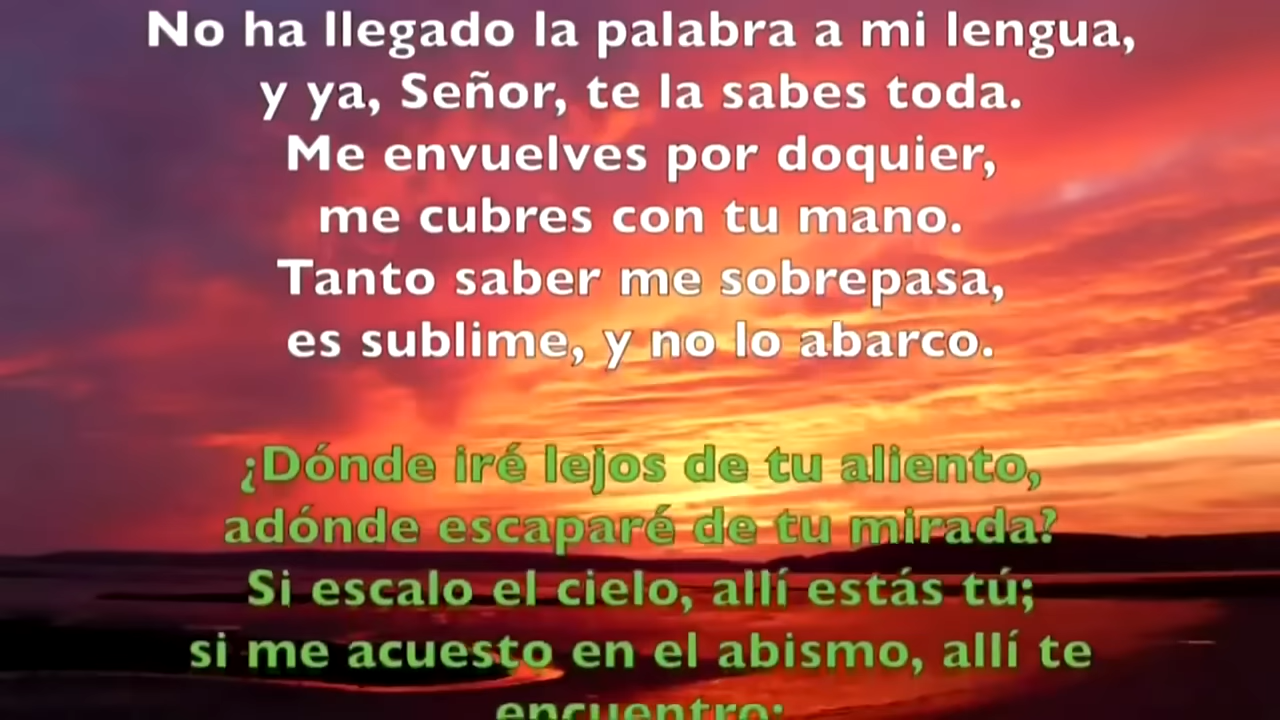 No ha llegado la palabra a mi lengua,
y ya, Señor, te la sabes toda.
Me envuelves por doquier,
me cubres con tu mano.
Tanto saber me sobrepasa,
es sublime, y no lo abarco.
¿Dónde iré lejos de tu aliento,
adónde escaparé de tu mirada?
Si escalo el cielo, allí estás tú;
si me acuesto en el abismo, allí te
encuentro;